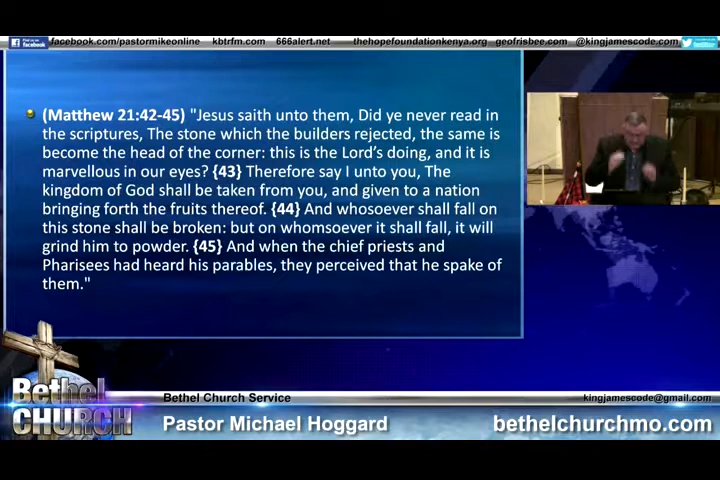 facebook.com/pastormikeonline kbtrfm.com 666alert.net thehopefoundationkenya.org geofrisbee.com @kingjamescode.com
(Matthew 21:42-45) "Jesus saith unto them, Did ye never read in
the scriptures, The stone which the builders rejected, the same is
become the head of the corner: this is the Lord's doing, and it is
marvellous in our eyes? {43} Therefore say I unto you, The
kingdom of God shall be taken from you, and given to a nation
bringing forth the fruits thereof. {44} And whosoever shall fall on
this stone shall be broken: but on whomsoever it shall fall, it will
grind him to powder. {45} And when the chief priests and
Pharisees had heard his parables, they perceived that he spake of
them."
Bethel
CHURCH
Bethel Church Service kingjamescode@gmail.com
Pastor Michael Hoggard bethelchurchmo.com